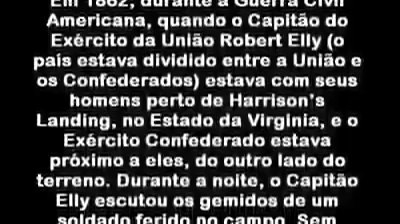 Em 1862, durante a Guerra Civil
Americana, quando o Capitão do
Exército da União Robert Elly (o
país estava dividido entre a União e
os Confederados) estava com seus
homens perto de Harrison's
Landing, no Estado da Virginia, e o
Exército Confederado estava
próximo a eles, do outro lado do
terreno. Durante a noite, o Capitão
Elly escutou os gemidos de um
soldado ferido no campo. Sem